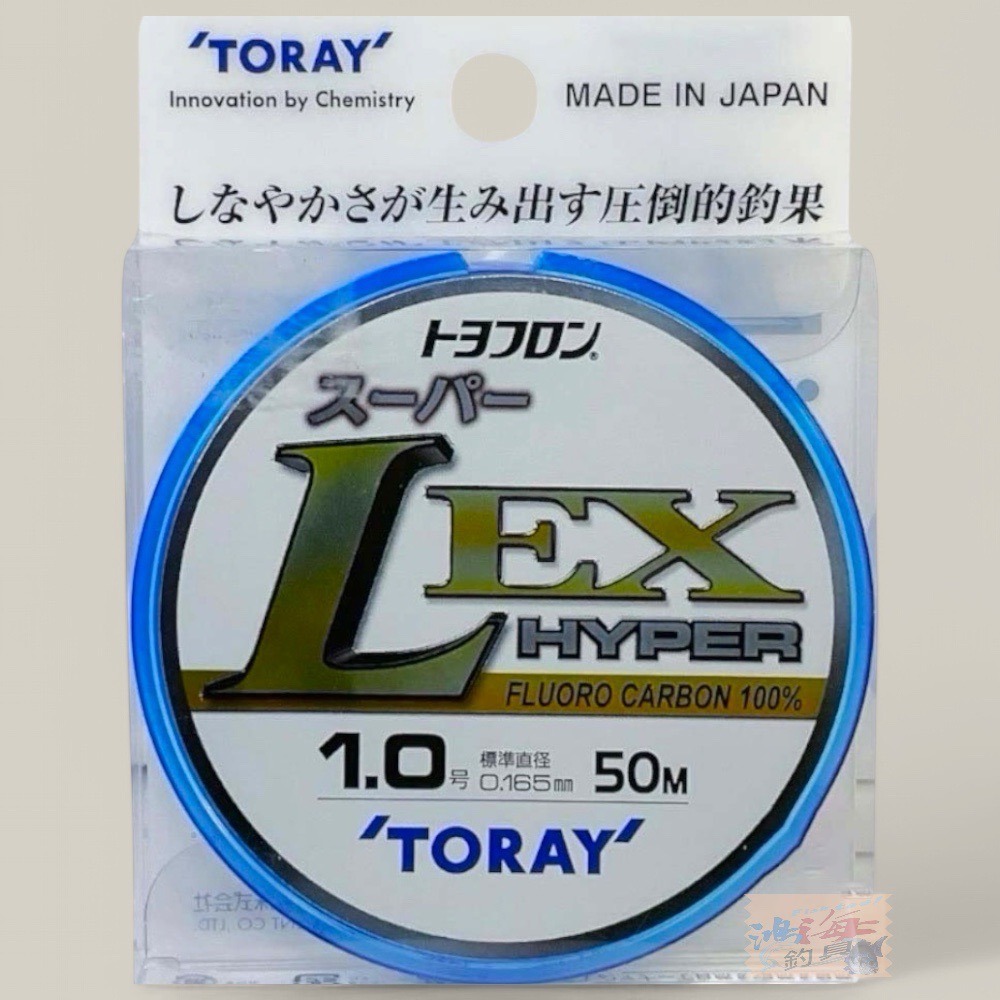 'TORAY'
Innovation by Chemistry
MADE IN JAPAN
しなやかさが生み出す圧倒的釣果
トヨフロン®
スーパー
LEX
HYPER
FLUORO CARBON 100%
1.0号 標準直径 0.165mm 50M
'TORAY'